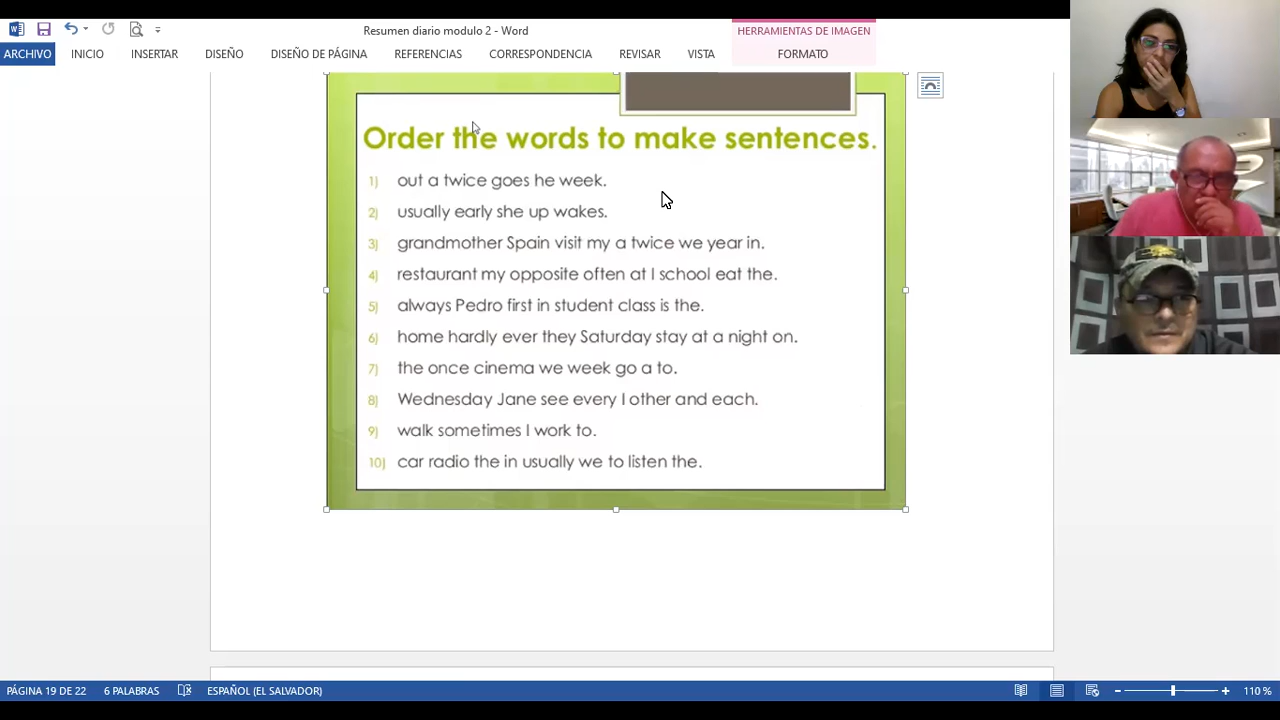 Resumen diario modulo 2 - Word
HERRAMIENTAS DE IMAGEN
ARCHIVO INICIO INSERTAR DISEÑO DISEÑO DE PÁGINA REFERENCIAS CORRESPONDENCIA REVISAR VISTA FORMATO
Order the words to make sentences.
1) out a twice goes he week.
2) usually early she up wakes.
3) grandmother Spain visit my a twice we year in.
4) restaurant my opposite often at I school eat the.
5) always Pedro first in student class is the.
6) home hardly ever they Saturday stay at a night on.
7) the once cinema we week go a to.
8) Wednesday Jane see every I other and each.
9) walk sometimes I work to.
10) car radio the in usually we to listen the.
PÁGINA 19 DE 22 6 PALABRAS ESPAÑOL (EL SALVADOR) 110 %